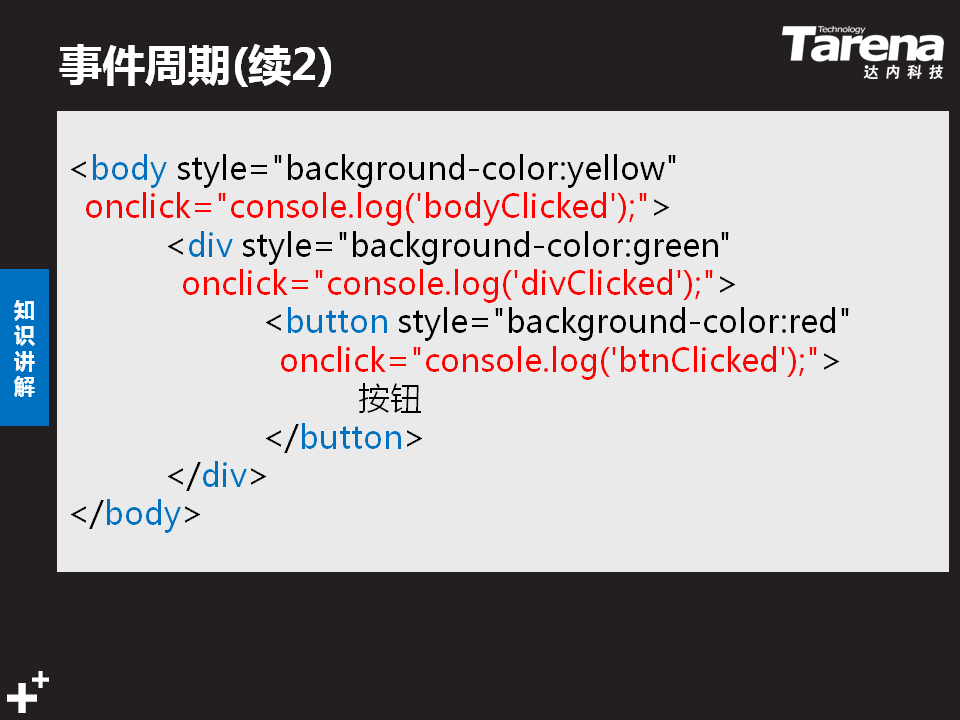 事件周期(续2)
Technology
Tarena
达内科技
<body style="background-color:yellow"
onclick="console.log('bodyClicked');">
<div style="background-color:green"
onclick="console.log('divClicked');">
<button style="background-color:red"
onclick="console.log('btnClicked');">
按钮
</button>
</div>
</body>
知识讲解